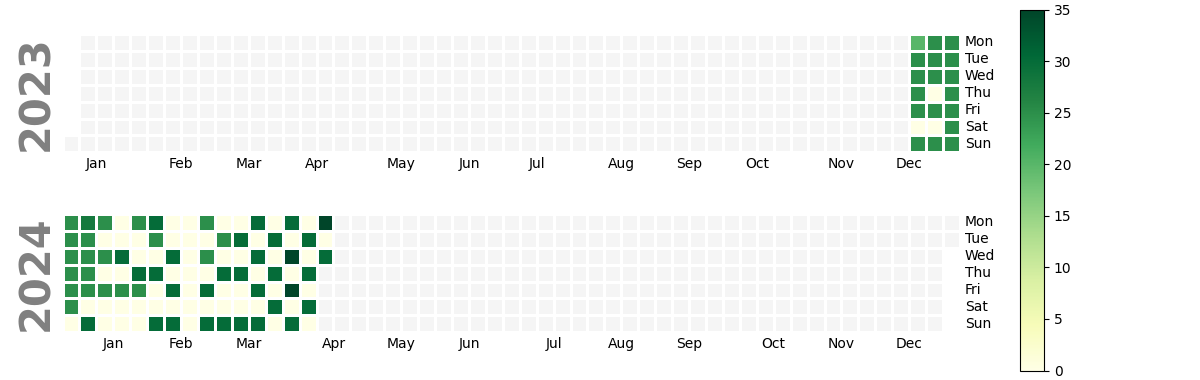 2023
Mon
Tue
Wed
Thu
Fri
Sat
Sun
Jan Feb Mar Apr May Jun Jul Aug Sep Oct Nov Dec
2024
Mon
Tue
Wed
Thu
Fri
Sat
Sun
Jan Feb Mar Apr May Jun Jul Aug Sep Oct Nov Dec
35
30
25
20
15
10
5
0